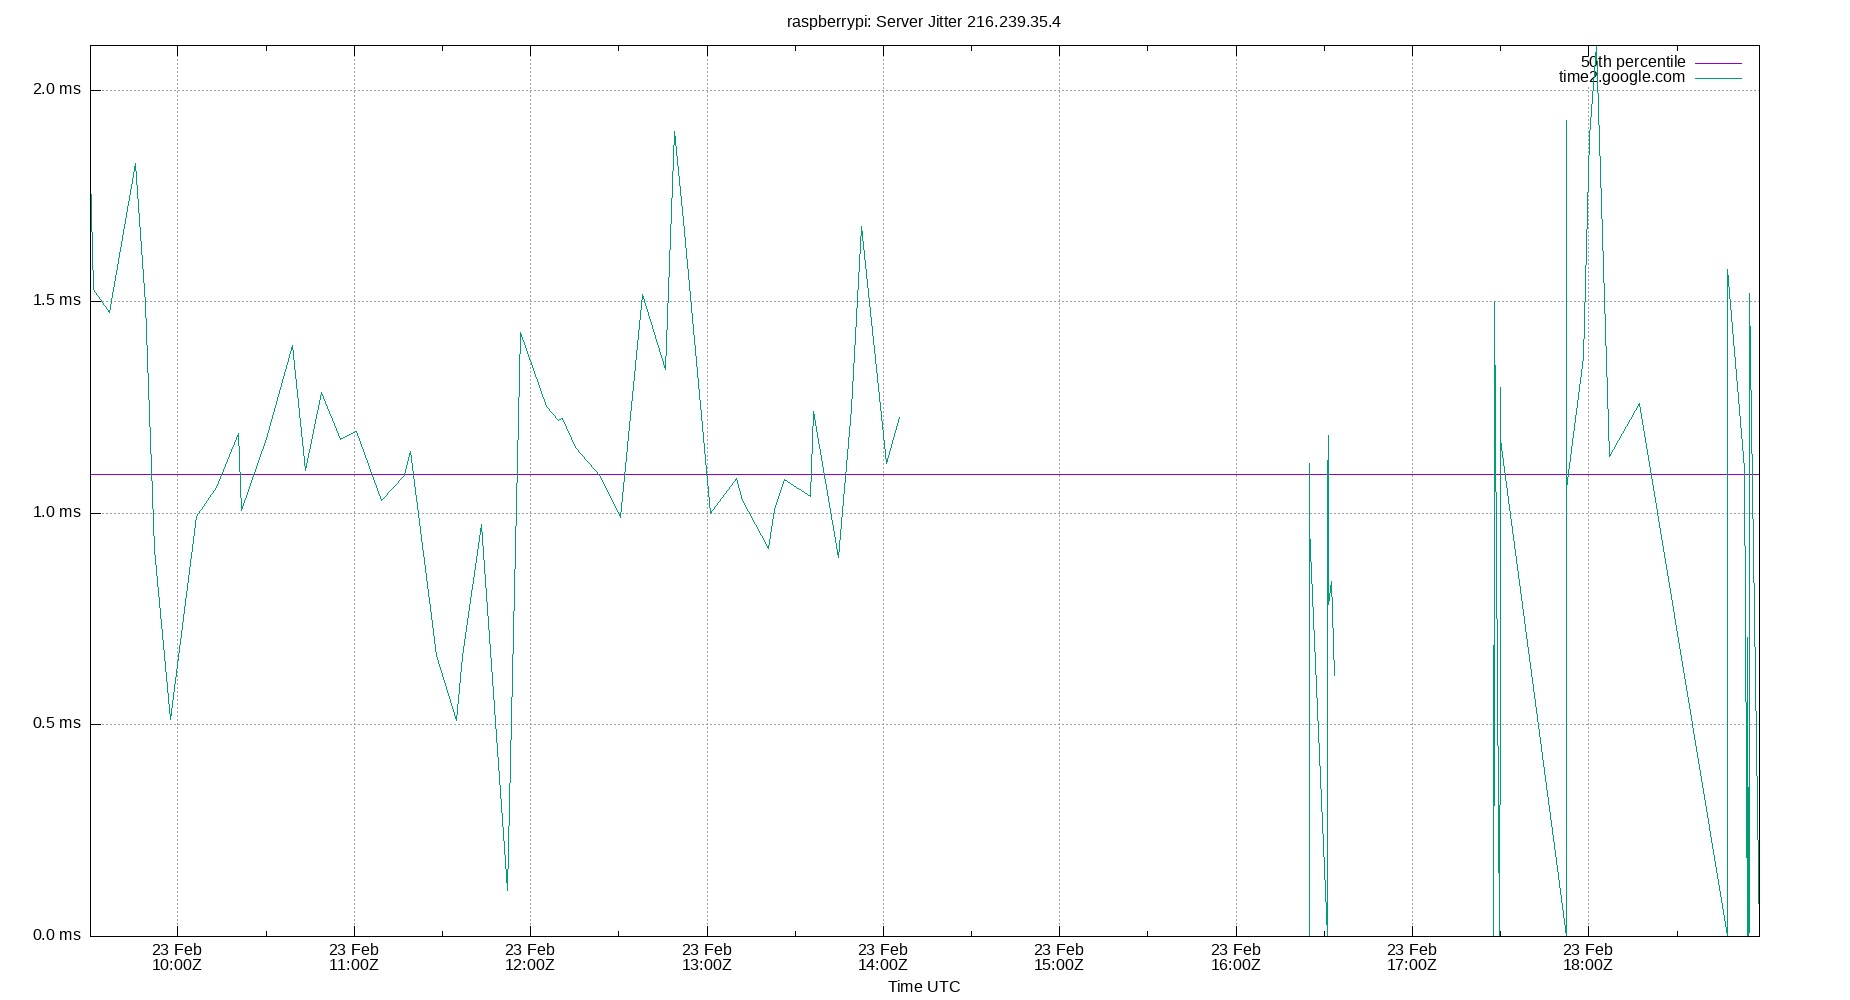 raspberrypi: Server Jitter 216.239.35.4
50th percentile
time2.google.com
2.0 ms
1.5 ms
1.0 ms
0.5 ms
0.0 ms
23 Feb 23 Feb 23 Feb 23 Feb 23 Feb 23 Feb 23 Feb 23 Feb 23 Feb
10:00Z 11:00Z 12:00Z 13:00Z 14:00Z 15:00Z 16:00Z 17:00Z 18:00Z
Time UTC